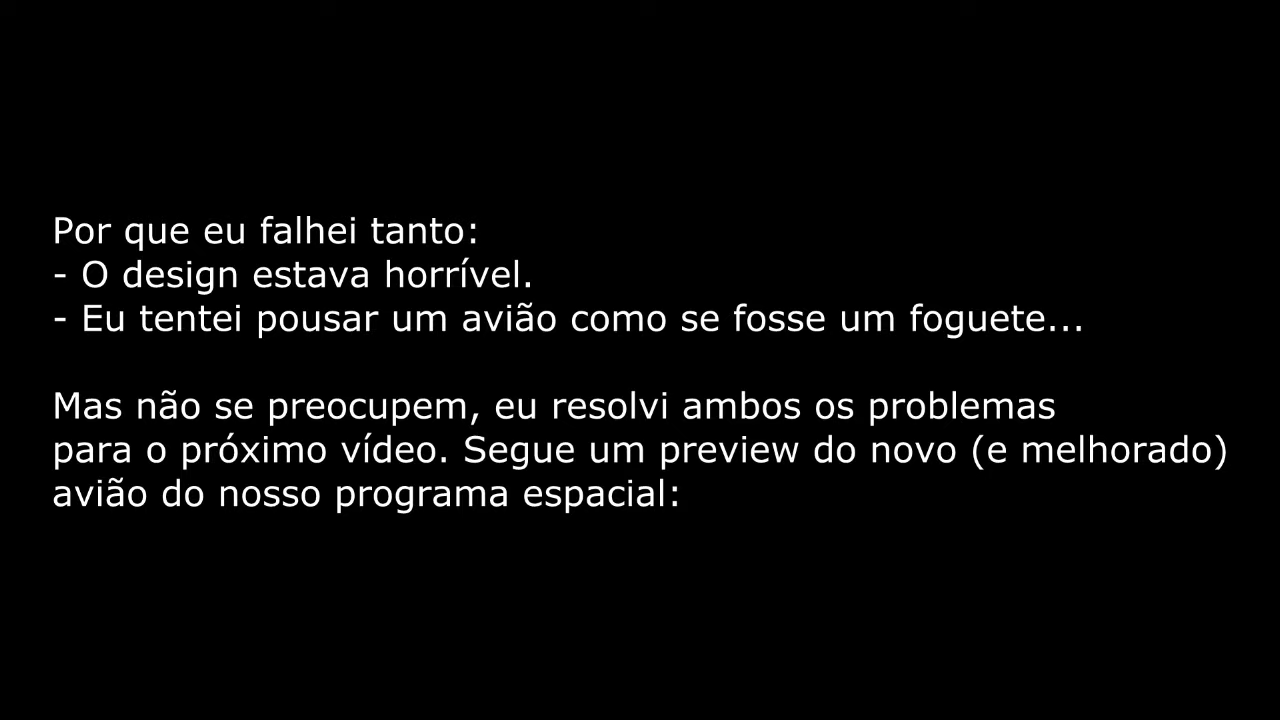 Por que eu falhei tanto:
- O design estava horrível.
- Eu tentei pousar um avião como se fosse um foguete...
Mas não se preocupem, eu resolvi ambos os problemas
para o próximo vídeo. Segue um preview do novo (e melhorado)
avião do nosso programa espacial: